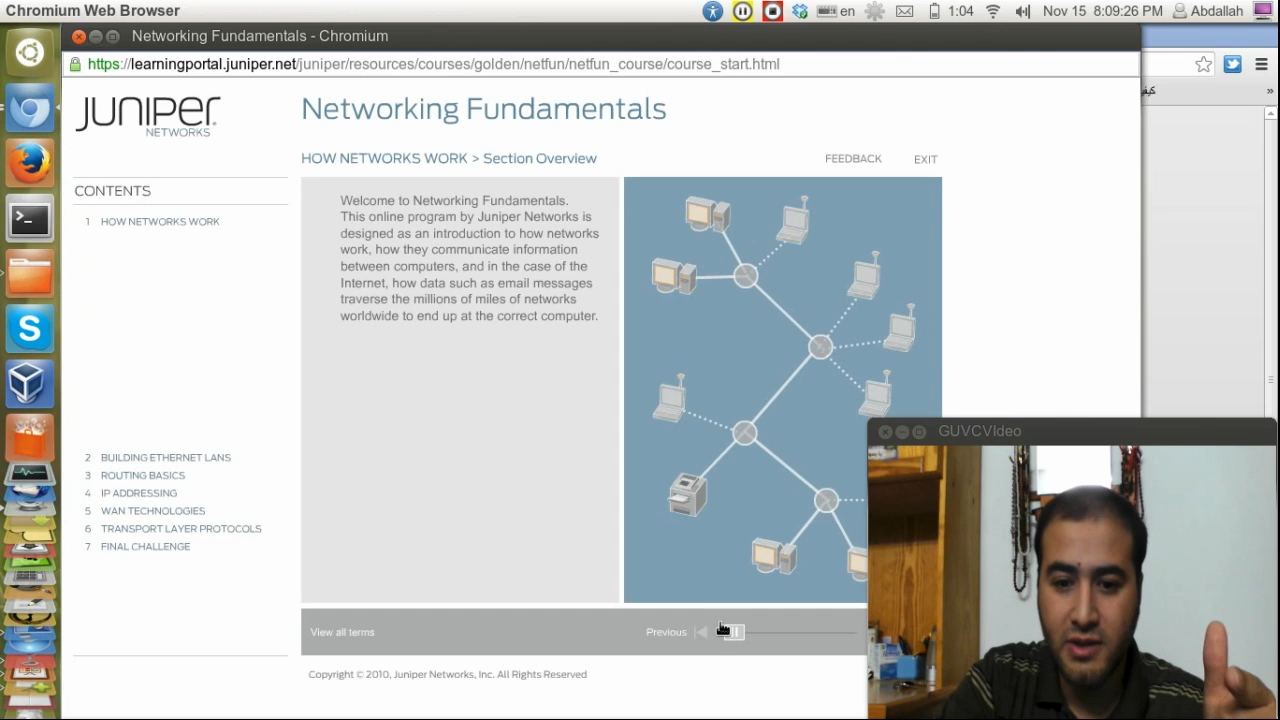 Chromium Web Browser
en
1:04
Nov 15 8:09:26 PM
Abdallah
Networking Fundamentals - Chromium
https://learningportal.juniper.net/juniper/resources/courses/golden/netfun/netfun_course/course_start.html
JUNIPER
NETWORKS
Networking Fundamentals
HOW NETWORKS WORK > Section Overview
FEEDBACK
EXIT
CONTENTS
1 HOW NETWORKS WORK
2 BUILDING ETHERNET LANS
3 ROUTING BASICS
4 IP ADDRESSING
5 WAN TECHNOLOGIES
6 TRANSPORT LAYER PROTOCOLS
7 FINAL CHALLENGE
Welcome to Networking Fundamentals.
This online program by Juniper Networks is
designed as an introduction to how networks
work, how they communicate information
between computers, and in the case of the
Internet, how data such as email messages
traverse the millions of miles of networks
worldwide to end up at the correct computer.
View all terms
Previous
Copyright © 2010, Juniper Networks, Inc. All Rights Reserved
GUVCVIdeo